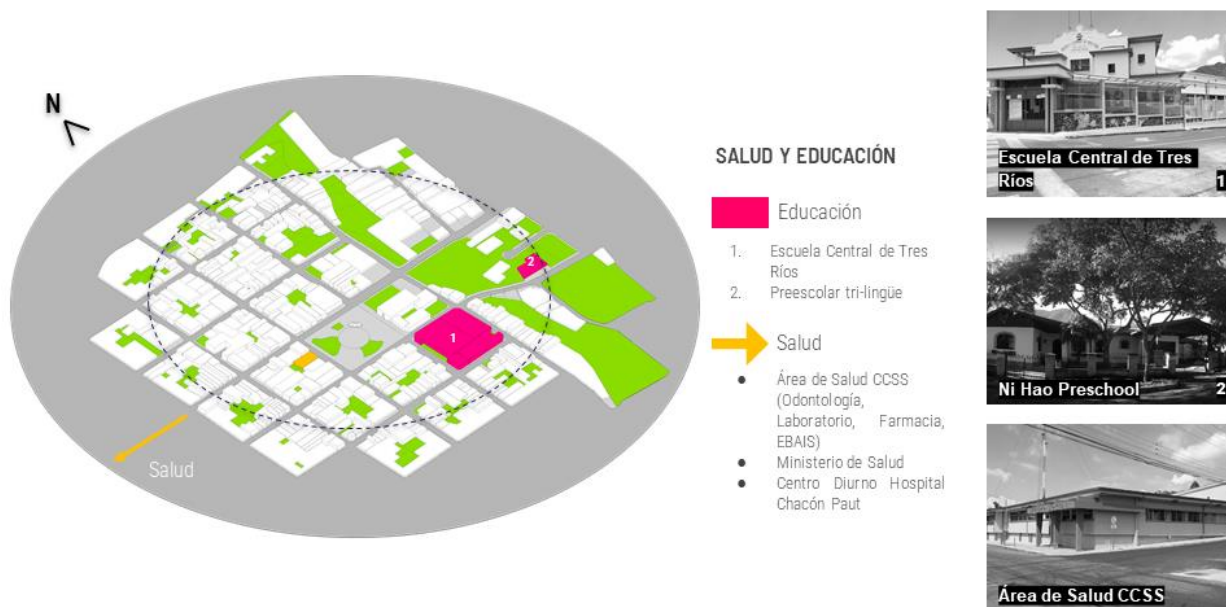 N
2
1
Salud
SALUD Y EDUCACIÓN
Educación
1. Escuela Central de Tres
Ríos
2. Preescolar tri-lingüe
Salud
● Área de Salud CCSS
(Odontología,
Laboratorio, Farmacia,
EBAIS)
● Ministerio de Salud
● Centro Diurno Hospital
Chacón Paut
Escuela Central de Tres
Ríos 1
Ni Hao Preschool 2
Área de Salud CCSS